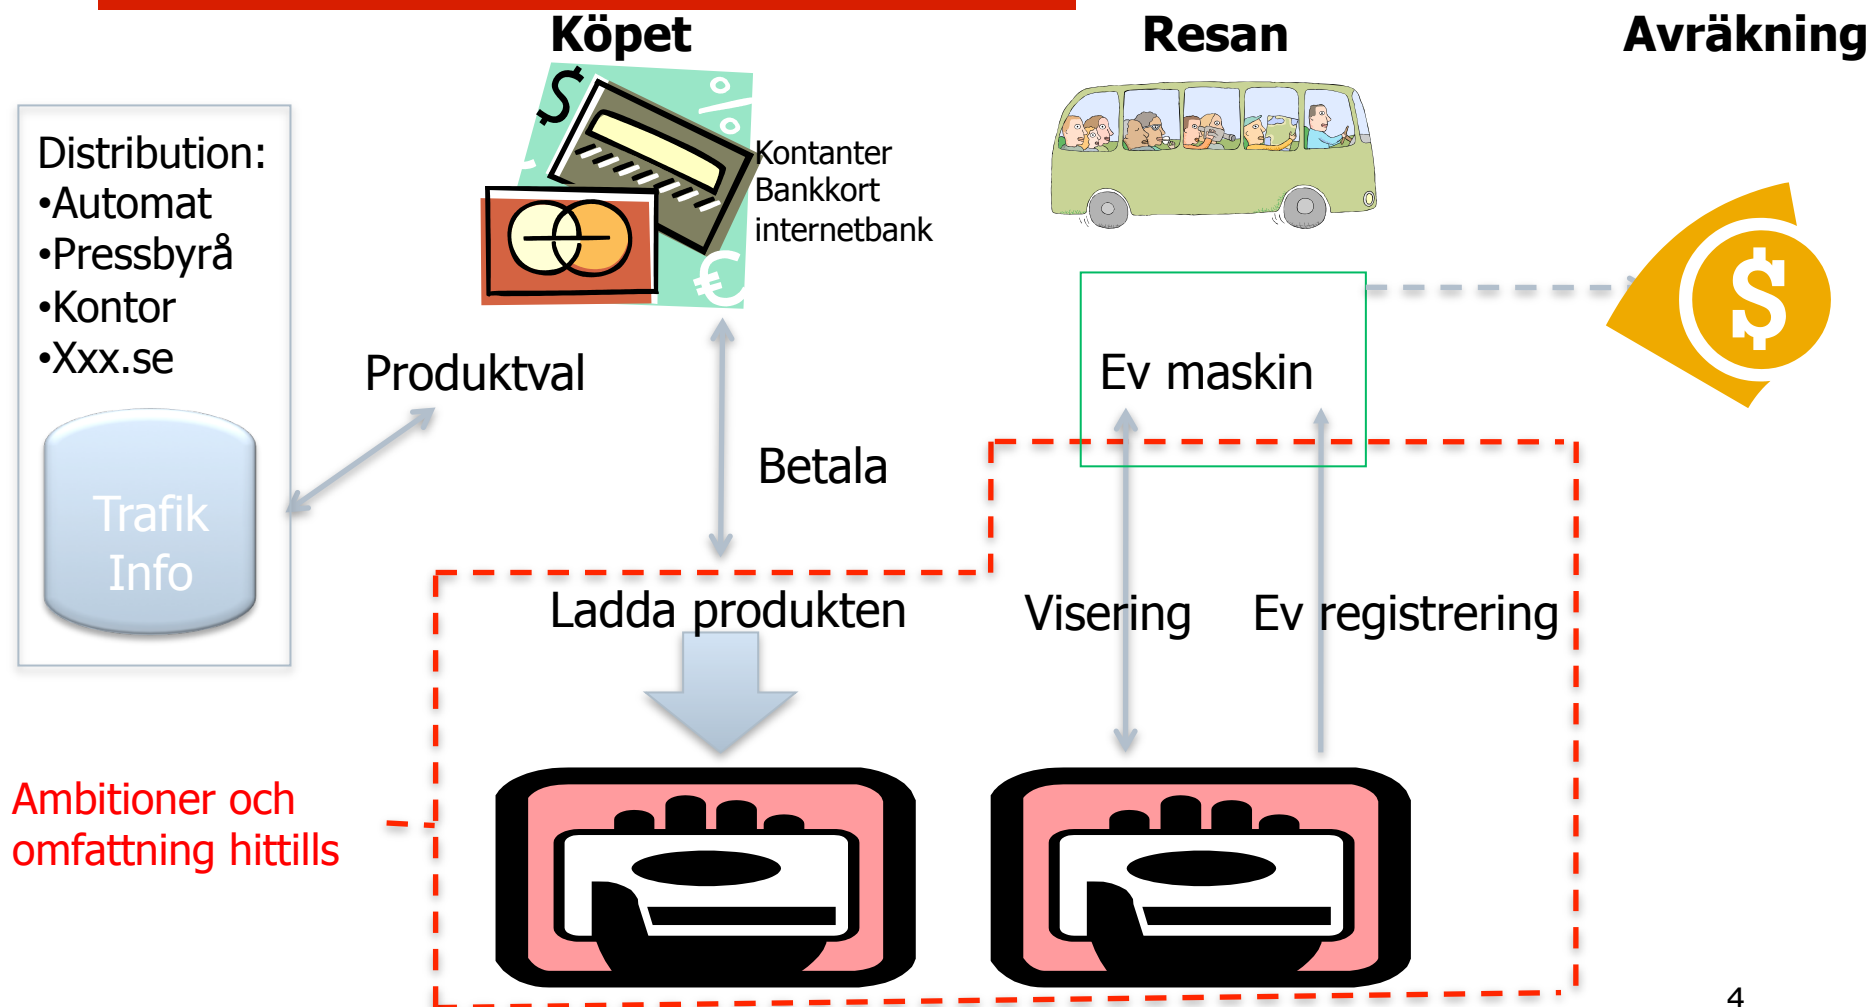 Köpet
Resan
Avräkning
Distribution:
•Automat
•Pressbyrå
•Kontor
•Xxx.se
Trafik
Info
Kontanter
Bankkort
internetbank
$
%
€
$
Produktval
Betala
Ev maskin
Ladda produkten
Visering
Ev registrering
Ambitioner och
omfattning hittills
4